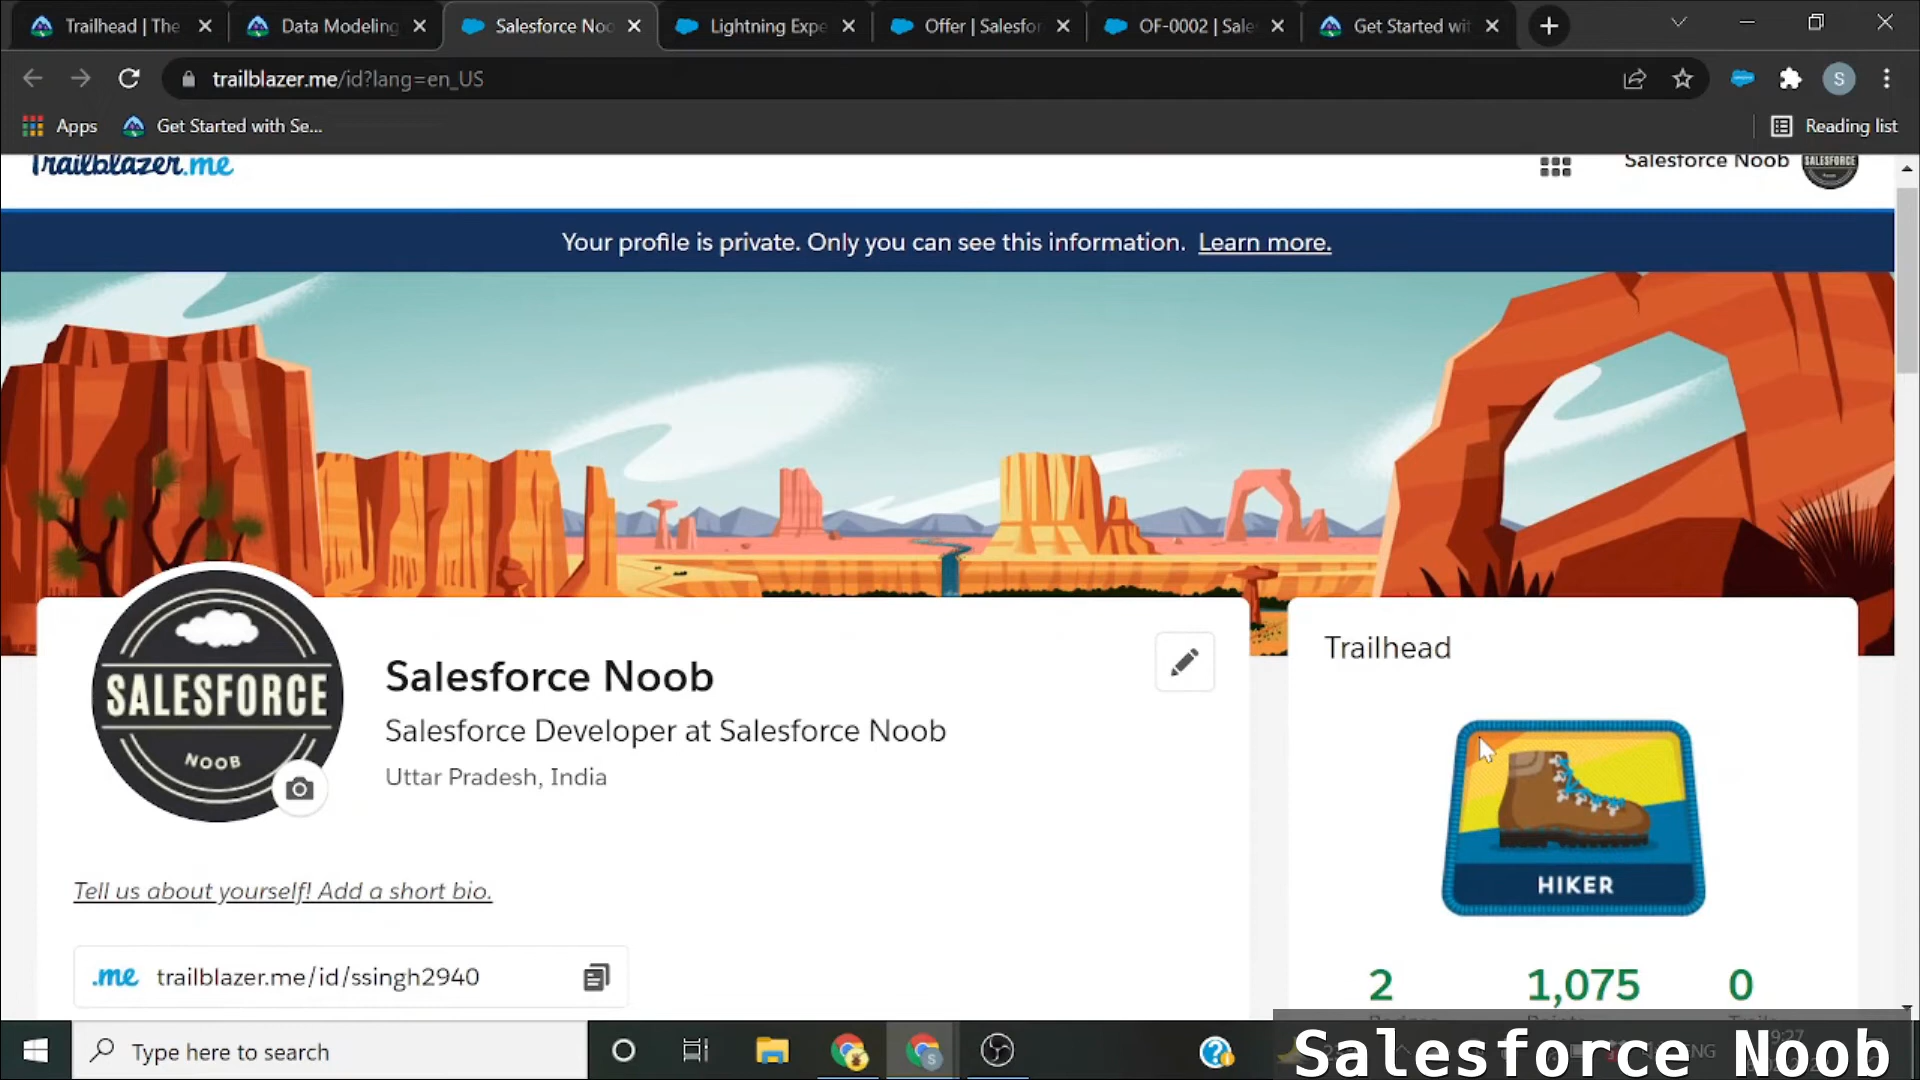 Trailhead | The
Data Modeling
Salesforce Noo
Lightning Expe
Offer | Salesfor
OF-0002 | Sale
Get Started wit
trailblazer.me/id?lang=en_US
S
Apps
Get Started with Se...
Reading list
Trailblazer.me
Salesforce Noob
SALESFORCE
Your profile is private. Only you can see this information. Learn more.
SALESFORCE
NOOB
Salesforce Noob
Salesforce Developer at Salesforce Noob
Uttar Pradesh, India
Tell us about yourself! Add a short bio.
.me trailblazer.me/id/ssingh2940
Trailhead
HIKER
2
1,075
0
Type here to search
Salesforce Noob